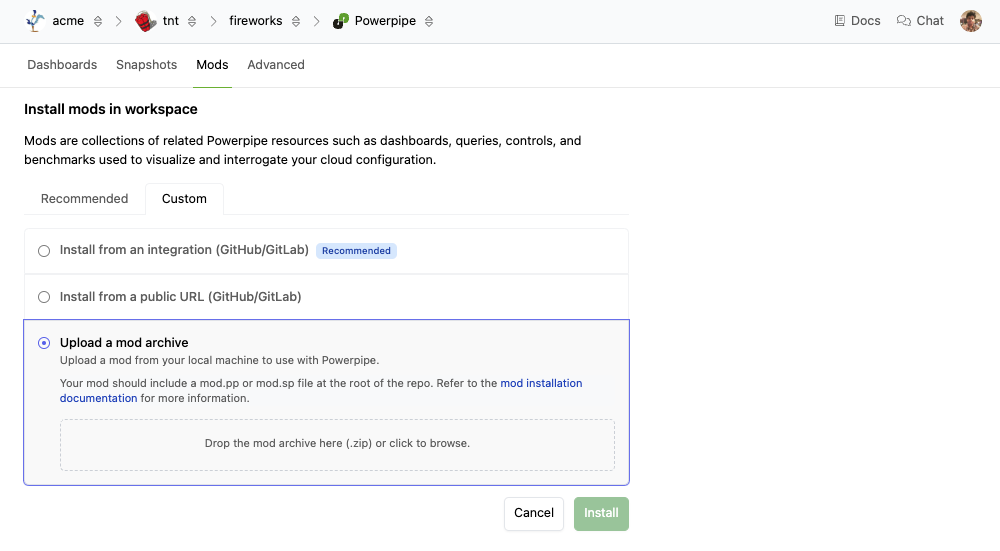 acme tnt fireworks Powerpipe Docs Chat
Dashboards Snapshots Mods Advanced
Install mods in workspace
Mods are collections of related Powerpipe resources such as dashboards, queries, controls, and
benchmarks used to visualize and interrogate your cloud configuration.
Recommended Custom
Install from an integration (GitHub/GitLab) Recommended
Install from a public URL (GitHub/GitLab)
Upload a mod archive
Upload a mod from your local machine to use with Powerpipe.
Your mod should include a mod.pp or mod.sp file at the root of the repo. Refer to the mod installation
documentation for more information.
Drop the mod archive here (.zip) or click to browse.
Cancel Install